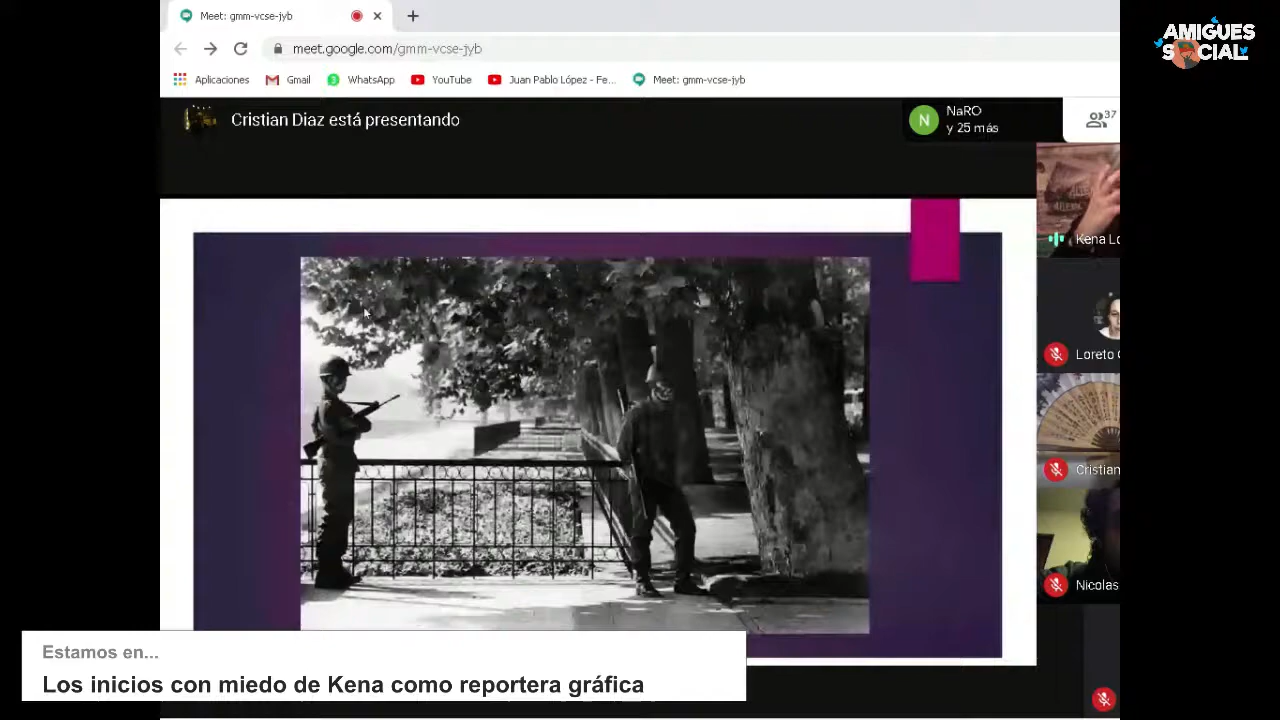 Meet: gmm-vcse-jyb
AMIGUES
SOCIAL
meet.google.com/gmm-vcse-jyb
Aplicaciones
Gmail
WhatsApp
YouTube
Juan Pablo López - Fe...
Meet: gmm-vcse-jyb
Cristian Diaz está presentando
N
NaRO
y 25 más
37
Kena Lo
Loreto
Cristian
Nicolas
Estamos en...
Los inicios con miedo de Kena como reportera gráfica